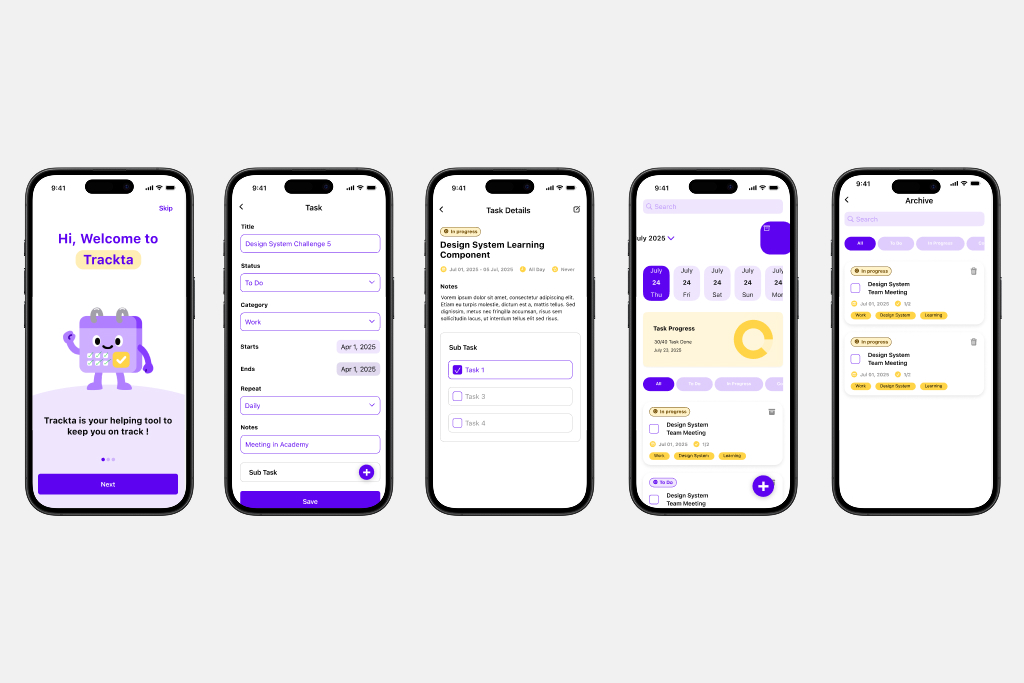 9:41
Skip
Hi, Welcome to
Trackta
Trackta is your helping tool to
keep you on track !
Next
9:41
Task
Title
Design System Challenge 5
Status
To Do
Category
Work
Starts
Apr 1, 2025
Ends
Apr 1, 2025
Repeat
Daily
Notes
Meeting in Academy
Sub Task
Save
9:41
Task Details
In progress
Design System Learning
Component
Jul 01, 2025 - 05 Jul, 2025
All Day
Never
Notes
Vorem ipsum dolor sit amet, consectetur adipiscing elit.
Etiam eu turpis molestie, dictum est a, mattis tellus. Sed
dignissim, metus nec fringilla accumsan, risus sem
sollicitudin lacus, ut interdum tellus elit sed risus.
Sub Task
Task 1
Task 3
Task 4
9:41
Search
uly 2025
July July July July July
24 24 24 24 24
Thu Fri Sat Sun Mon
Task Progress
30/40 Task Done
July 23, 2025
All To Do In Progress
In progress
Design System
Team Meeting
Jul 01, 2025 1/2
Work Design System Learning
To Do
Design System
Team Meeting
9:41
Archive
Search
All To Do In Progress
In progress
Design System
Team Meeting
Jul 01, 2025 1/2
Work Design System Learning
In progress
Design System
Team Meeting
Jul 01, 2025 1/2
Work Design System Learning